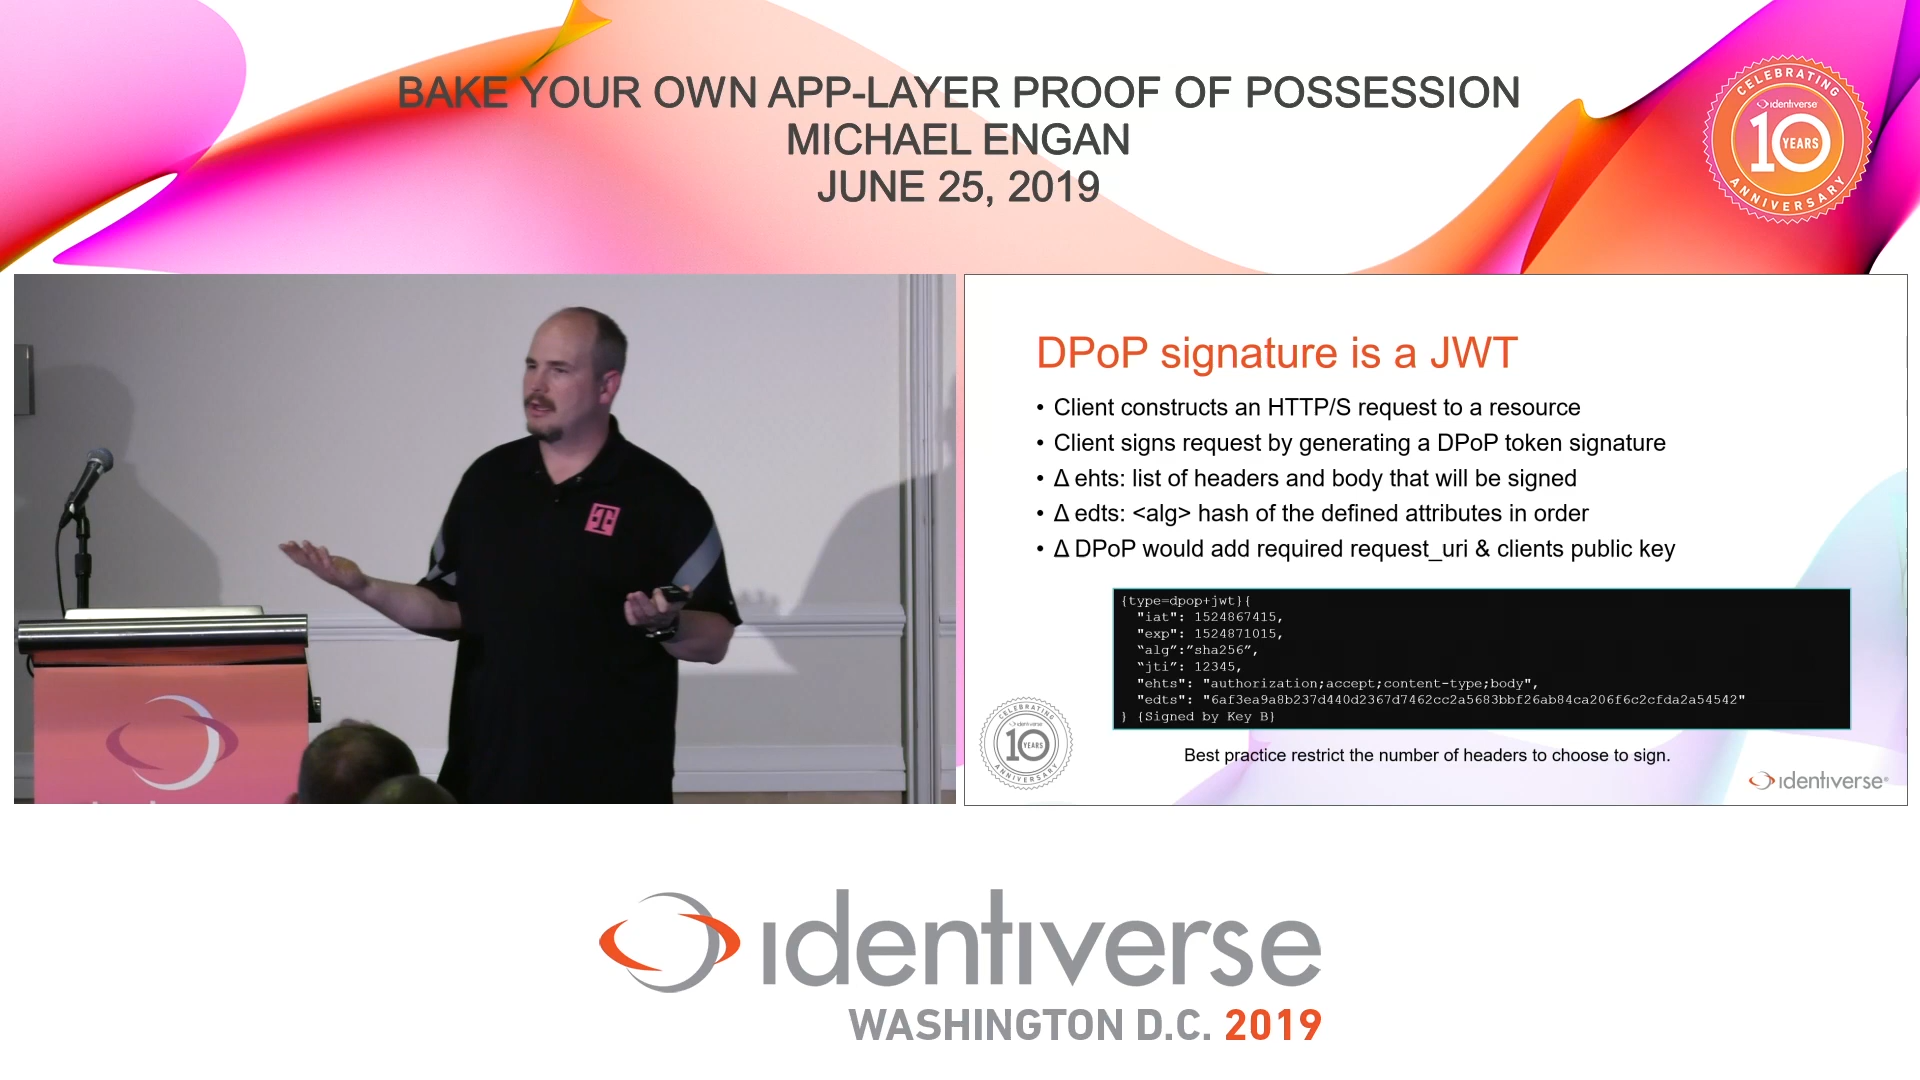 BAKE YOUR OWN APP-LAYER PROOF OF POSSESSION
MICHAEL ENGAN
JUNE 25, 2019
CELEBRATING
identiverse
10
YEARS
ANNIVERSARY
T
DPoP signature is a JWT
• Client constructs an HTTP/S request to a resource
• Client signs request by generating a DPoP token signature
• Δ ehts: list of headers and body that will be signed
• Δ edts: <alg> hash of the defined attributes in order
• Δ DPoP would add required request_uri & clients public key
{type=dpop+jwt}{
"iat": 1524867415,
"exp": 1524871015,
“alg”:”sha256”,
“jti”: 12345,
"ehts": "authorization;accept;content-type;body",
"edts": "6af3ea9a8b237d440d2367d7462cc2a5683bbf26ab84ca206f6c2cfda2a54542"
} {Signed by Key B}
Best practice restrict the number of headers to choose to sign.
CELEBRATING
identiverse
10
YEARS
ANNIVERSARY
identiverse®
identiverse
WASHINGTON D.C. 2019